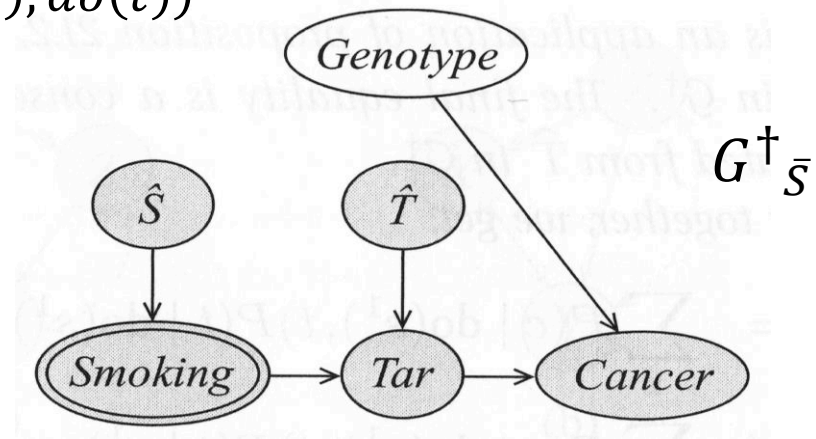 ), do(t))
Genotype
G† s̄
Ŝ
T̂
Smoking
Tar
Cancer